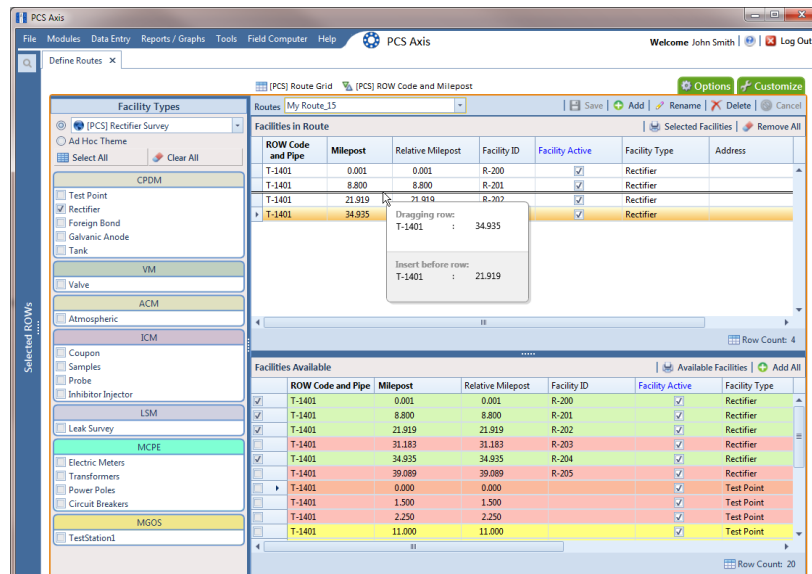 PCS Axis
File Modules Data Entry Reports / Graphs Tools Field Computer Help PCS Axis Welcome John Smith Log Out
Define Routes X
[PCS] Route Grid [PCS] ROW Code and Milepost Options Customize
Facility Types
[PCS] Rectifier Survey
Ad Hoc Theme
Select All Clear All
CPDM
Test Point
Rectifier
Foreign Bond
Galvanic Anode
Tank
VM
Valve
ACM
Atmospheric
ICM
Coupon
Samples
Probe
Inhibitor Injector
LSM
Leak Survey
MCPE
Electric Meters
Transformers
Power Poles
Circuit Breakers
MGOS
TestStation1
Selected ROWs
Routes My Route_15 Save Add Rename Delete Cancel
Facilities in Route Selected Facilities Remove All
ROW Code and Pipe Milepost Relative Milepost Facility ID Facility Active Facility Type Address
T-1401 0.001 0.001 R-200 Rectifier
T-1401 8.800 8.800 R-201 Rectifier
T-1401 21.919 21.919 R-202 Rectifier
T-1401 34.935 Rectifier
Dragging row:
T-1401 : 34.935
Insert before row:
T-1401 : 21.919
Row Count: 4
Facilities Available Available Facilities Add All
ROW Code and Pipe Milepost Relative Milepost Facility ID Facility Active Facility Type
T-1401 0.001 0.001 R-200 Rectifier
T-1401 8.800 8.800 R-201 Rectifier
T-1401 21.919 21.919 R-202 Rectifier
T-1401 31.183 31.183 R-203 Rectifier
T-1401 34.935 34.935 R-204 Rectifier
T-1401 39.089 39.089 R-205 Rectifier
T-1401 0.000 0.000 Test Point
T-1401 1.500 1.500 Test Point
T-1401 2.250 2.250 Test Point
T-1401 11.000 11.000 Test Point
Row Count: 20